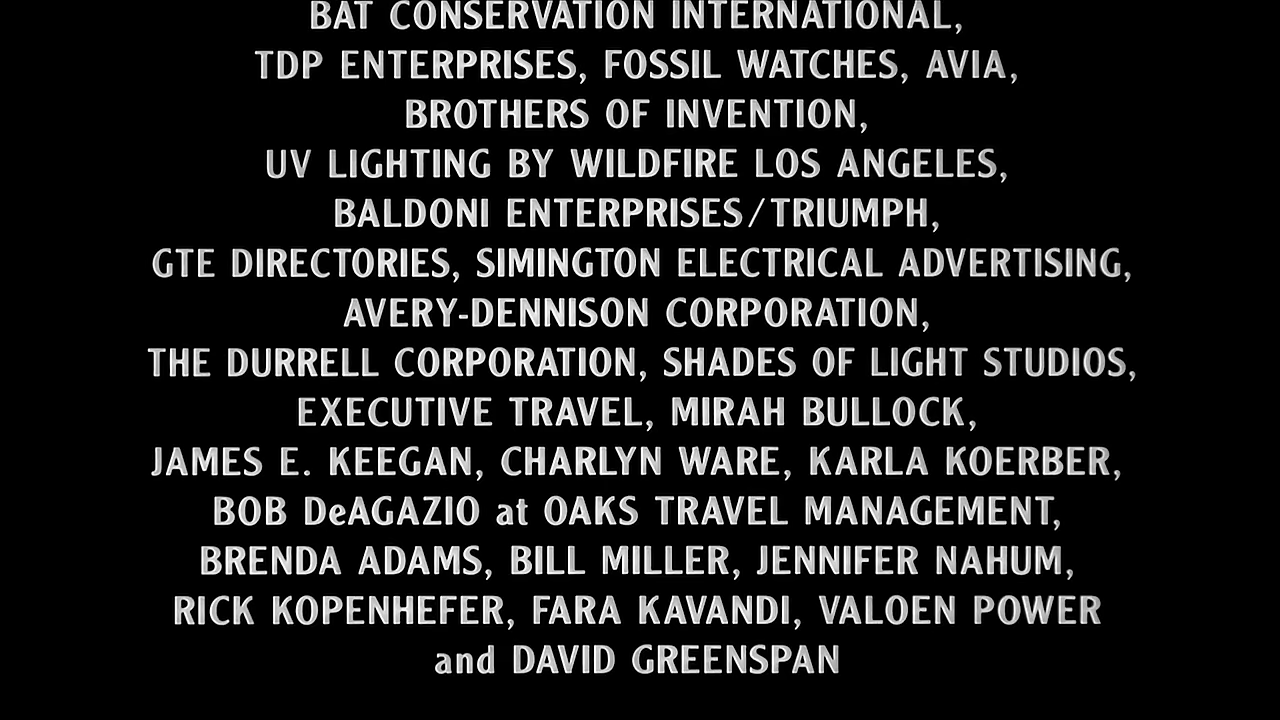 BAT CONSERVATION INTERNATIONAL,
TDP ENTERPRISES, FOSSIL WATCHES, AVIA,
BROTHERS OF INVENTION,
UV LIGHTING BY WILDFIRE LOS ANGELES,
BALDONI ENTERPRISES/TRIUMPH,
GTE DIRECTORIES, SIMINGTON ELECTRICAL ADVERTISING,
AVERY-DENNISON CORPORATION,
THE DURRELL CORPORATION, SHADES OF LIGHT STUDIOS,
EXECUTIVE TRAVEL, MIRAH BULLOCK,
JAMES E. KEEGAN, CHARLYN WARE, KARLA KOERBER,
BOB DeAGAZIO at OAKS TRAVEL MANAGEMENT,
BRENDA ADAMS, BILL MILLER, JENNIFER NAHUM,
RICK KOPENHEFER, FARA KAVANDI, VALOEN POWER
and DAVID GREENSPAN